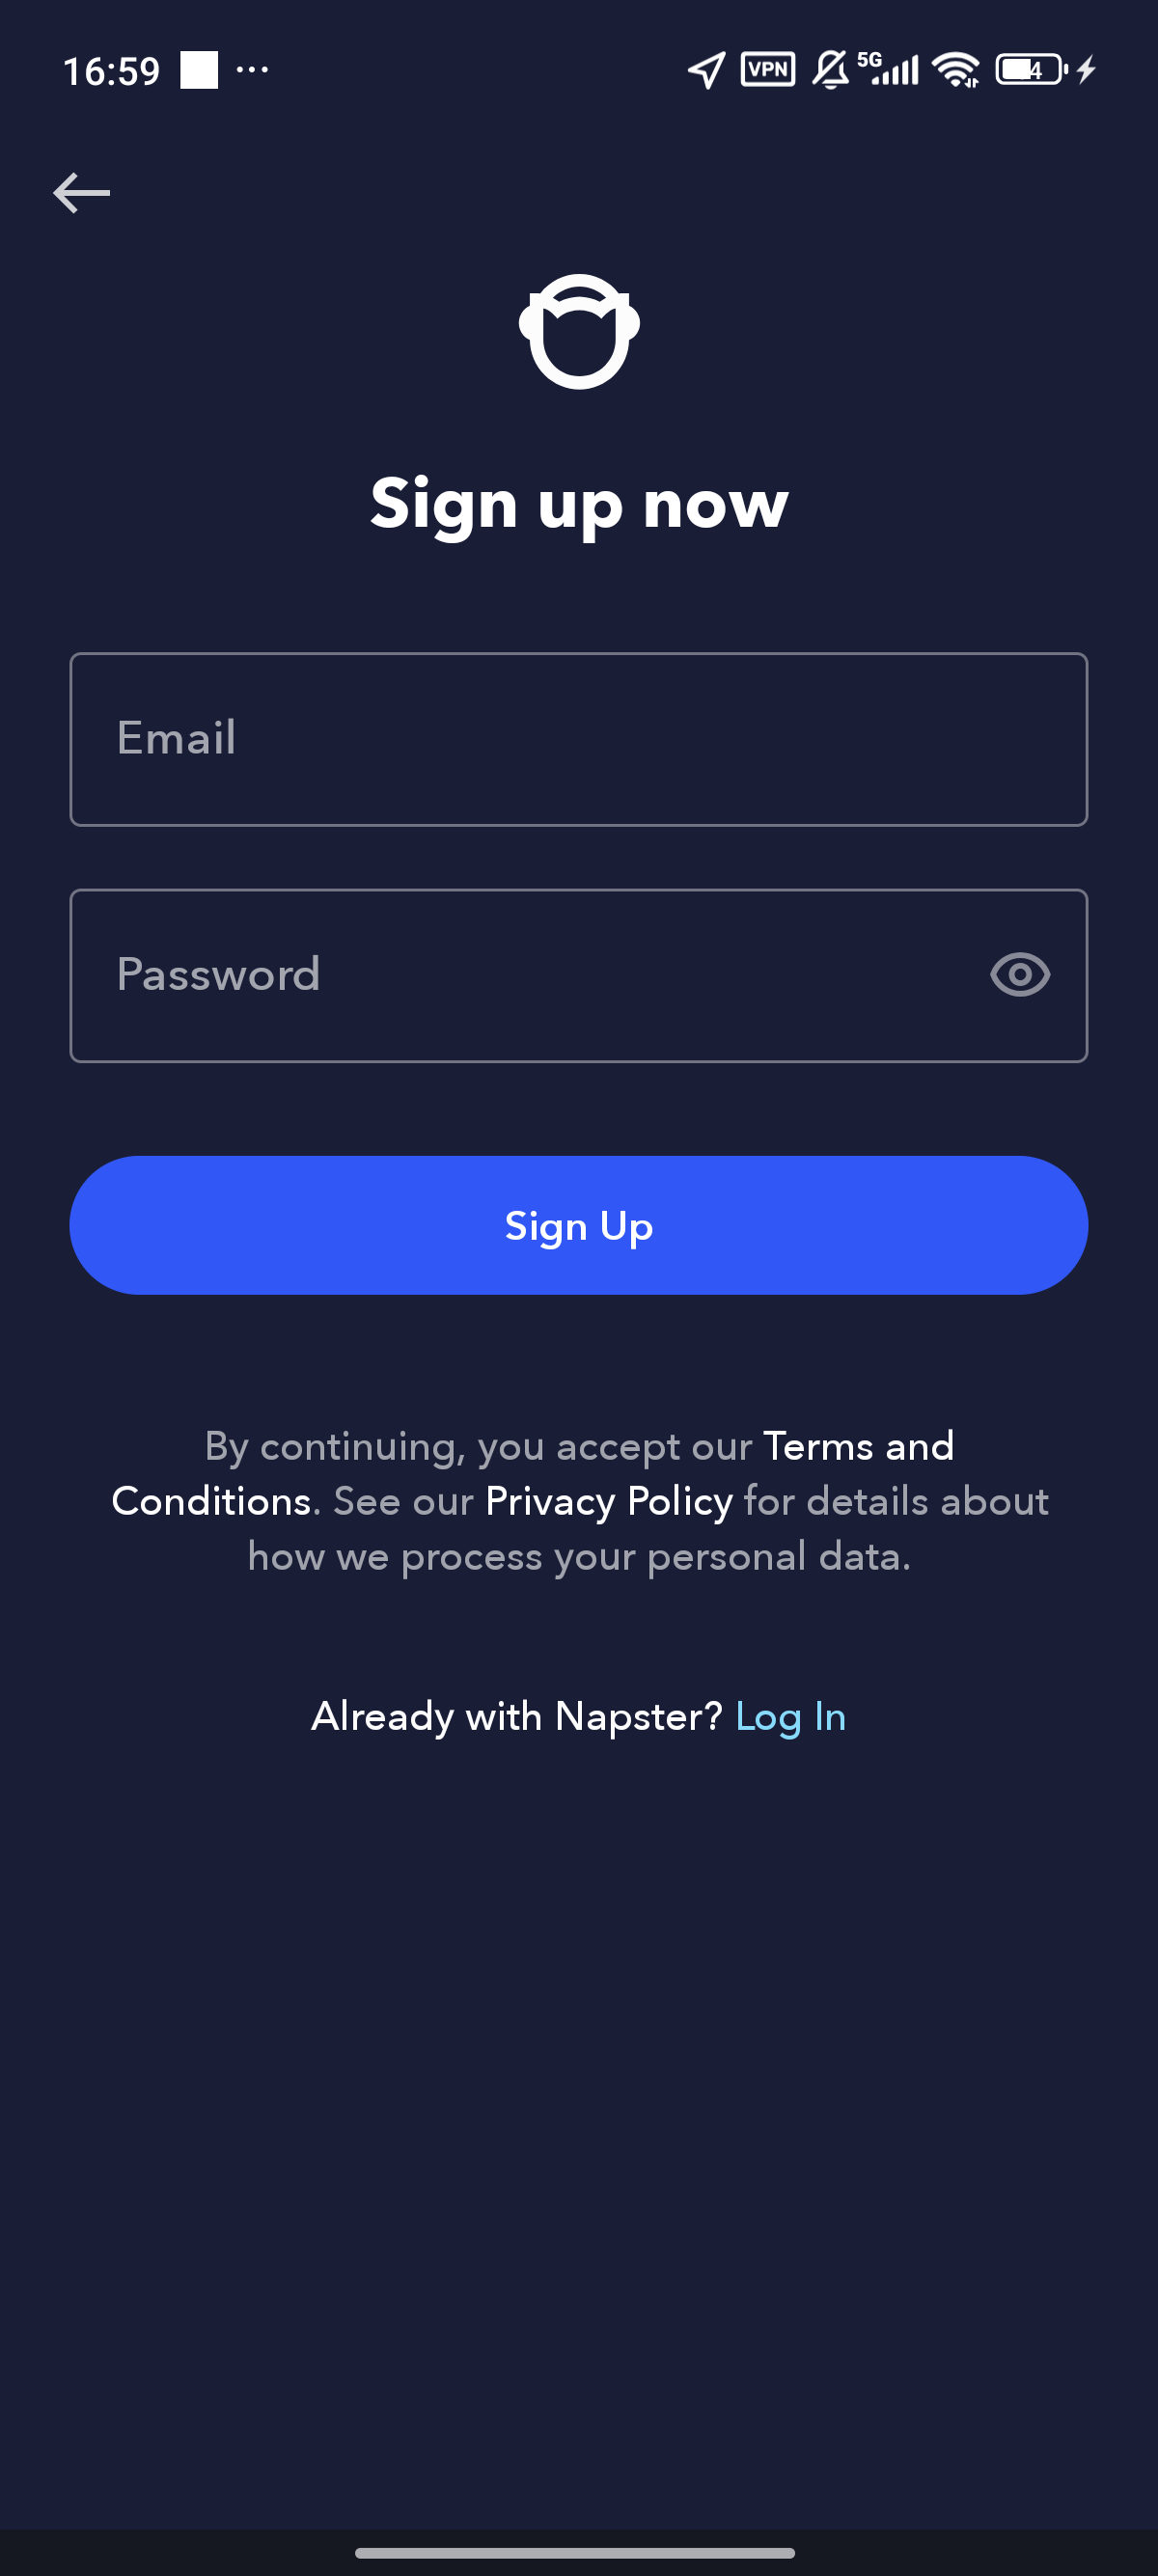 16:59
VPN
5G
Sign up now
Email
Password
Sign Up
By continuing, you accept our Terms and
Conditions. See our Privacy Policy for details about
how we process your personal data.
Already with Napster? Log In